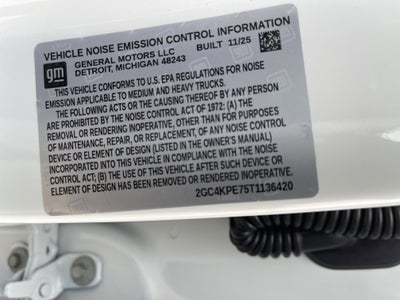 VEHICLE NOISE EMISSION CONTROL INFORMATION
gm
GENERAL MOTORS LLC BUILT 11/25
DETROIT, MICHIGAN 48243
THIS VEHICLE CONFORMS TO U.S. EPA REGULATIONS FOR NOISE
EMISSION APPLICABLE TO MEDIUM AND HEAVY TRUCKS.
THE FOLLOWING ACTS OR THE CAUSING THEREOF BY ANY PERSON
ARE PROHIBITED BY THE NOISE CONTROL ACT OF 1972: (A) THE
REMOVAL OR RENDERING INOPERATIVE, OTHER THAN FOR PURPOSES
OF MAINTENANCE, REPAIR, OR REPLACEMENT, OF ANY NOISE CONTROL
DEVICE OR ELEMENT OF DESIGN (LISTED IN THE OWNER'S MANUAL)
INCORPORATED INTO THIS VEHICLE IN COMPLIANCE WITH THE NOISE
CONTROL ACT; (B) THE USE OF THIS VEHICLE AFTER SUCH DEVICE OR
ELEMENT OF DESIGN HAS BEEN REMOVED OR RENDERED INOPERATIVE.
2GC4KPE75T1136420